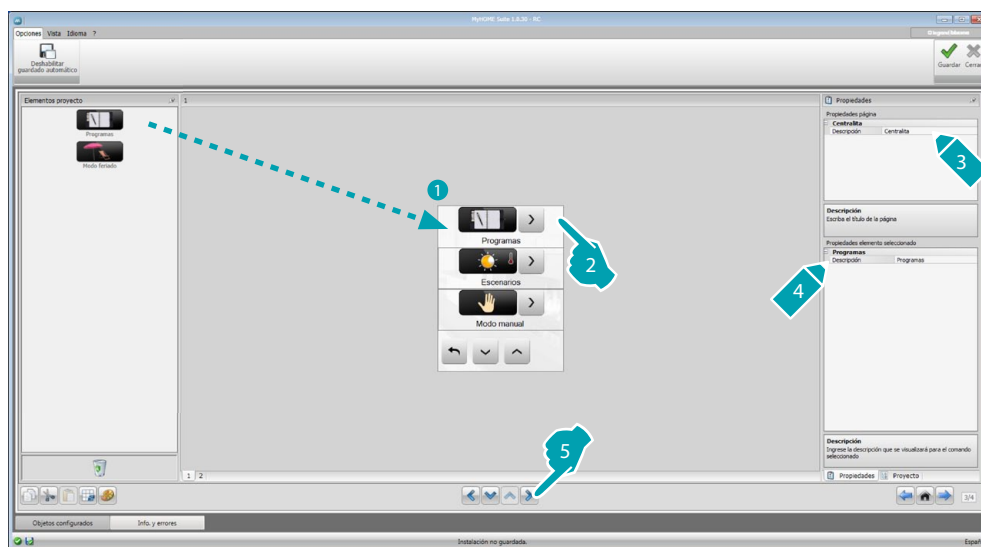 MyHOME Suite 1.0.30 - RC
Opciones Vista Idioma ?
Deshabilitar
guardado automático
Guardar Cerrar
Elementos proyecto
1
Programas
Modo feriado
1
Programas
2
Escenarios
Modo manual
Propiedades
Propiedades página
Centralita
Descripción Centralita
3
Descripción
Escriba el título de la página
Propiedades elemento seleccionado
Programas
Descripción Programas
4
Descripción
Ingrese la descripción que se visualizará para el comando
seleccionado
5
1 2
Propiedades Proyecto
3/4
Objetos configurados Info. y errores
Instalación no guardada.
Españ